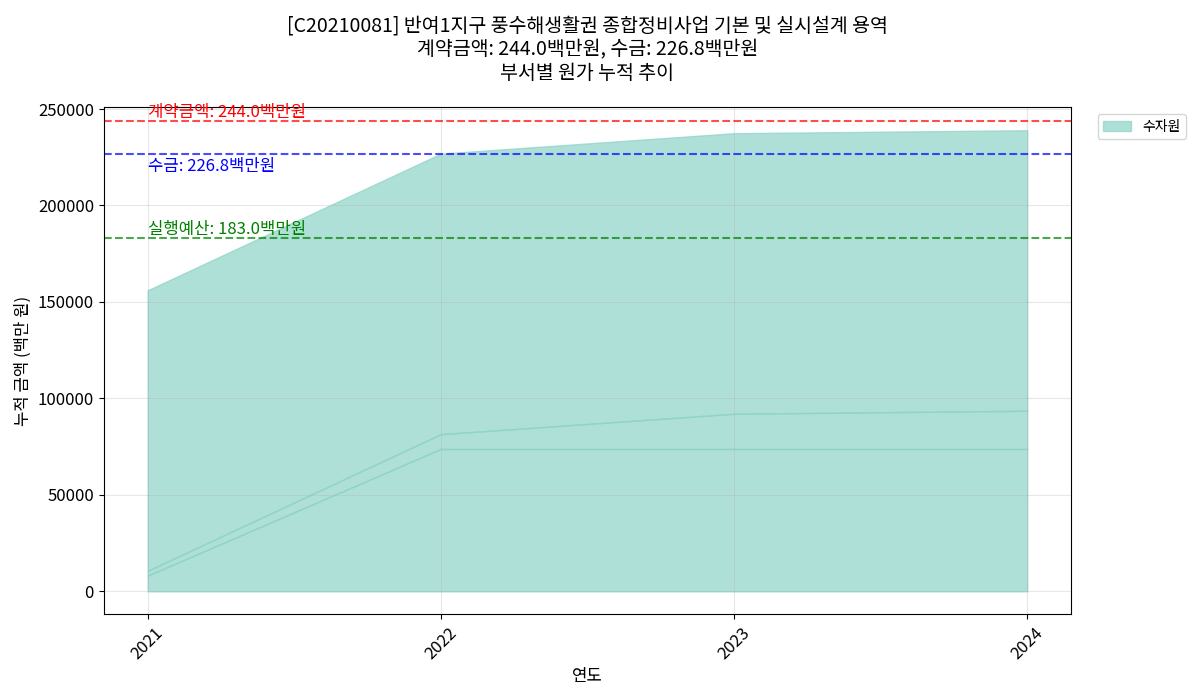 [C20210081] 반여1지구 풍수해생활권 종합정비사업 기본 및 실시설계 용역
계약금액: 244.0백만원, 수금: 226.8백만원
부서별 원가 누적 추이
누적 금액 (백만 원)
250000
200000
150000
100000
50000
0
계약금액: 244.0백만원
수금: 226.8백만원
실행예산: 183.0백만원
수자원
2021
2022
2023
2024
연도